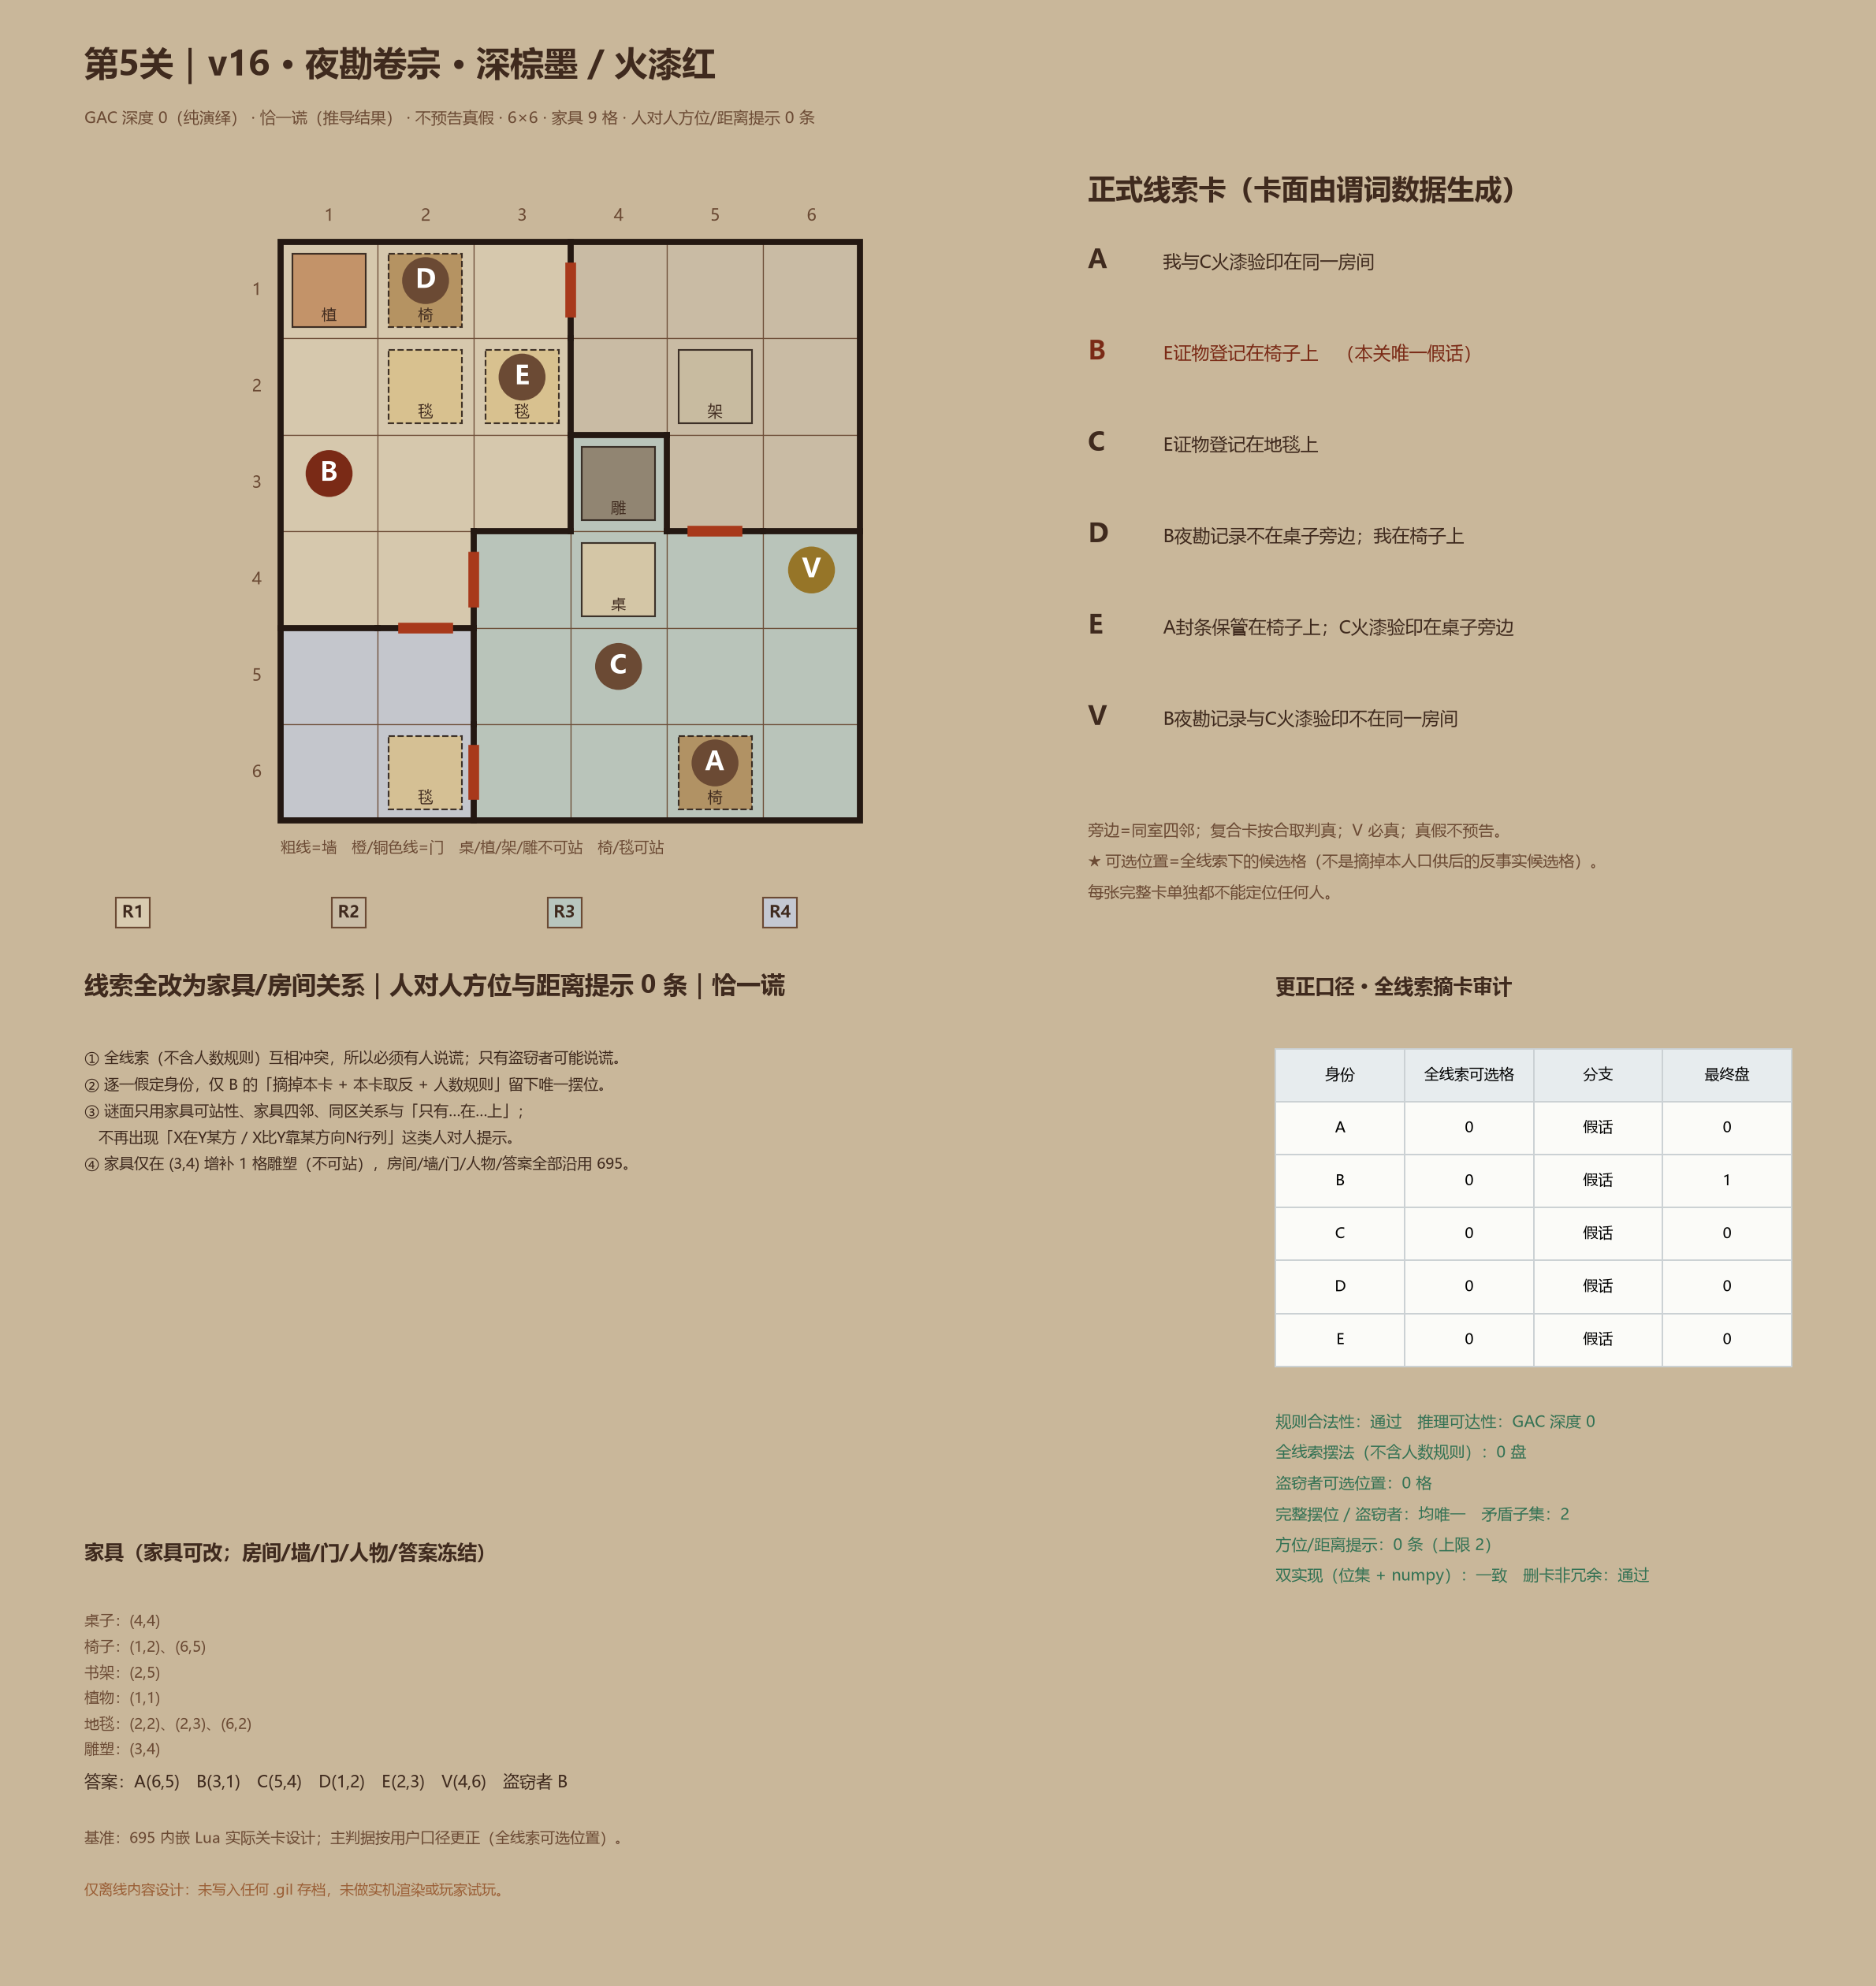 第5关｜v16 • 夜勘卷宗 • 深棕墨 / 火漆红
GAC 深度 0（纯演绎） · 恰一谎（推导结果） · 不预告真假 · 6×6 · 家具 9 格 · 人对人方位/距离提示 0 条
正式线索卡（卡面由谓词数据生成）
1 2 3 4 5 6
1
植
D
椅
2
毯
E
毯
架
3
B
雕
4
桌
V
5
C
6
毯
A
椅
粗线=墙 橙/铜色线=门 桌/植/架/雕不可站 椅/毯可站
R1 R2 R3 R4
A 我与C火漆验印在同一房间
B E证物登记在椅子上 （本关唯一假话）
C E证物登记在地毯上
D B夜勘记录不在桌子旁边；我在椅子上
E A封条保管在椅子上；C火漆验印在桌子旁边
V B夜勘记录与C火漆验印不在同一房间
旁边=同室四邻；复合卡按合取判真；V 必真；真假不预告。
★ 可选位置=全线索下的候选格（不是摘掉本人口供后的反事实候选格）。
每张完整卡单独都不能定位任何人。
线索全改为家具/房间关系｜人对人方位与距离提示 0 条｜恰一谎
① 全线索（不含人数规则）互相冲突，所以必须有人说谎；只有盗窃者可能说谎。
② 逐一假定身份，仅 B 的「摘掉本卡 + 本卡取反 + 人数规则」留下唯一摆位。
③ 谜面只用家具可站性、家具四邻、同区关系与「只有…在…上」；
不再出现「X在Y某方 / X比Y靠某方向N行列」这类人对人提示。
④ 家具仅在 (3,4) 增补 1 格雕塑（不可站）， 房间/墙/门/人物/答案全部沿用 695。
更正口径 • 全线索摘卡审计
身份 全线索可选格 分支 最终盘
A 0 假话 0
B 0 假话 1
C 0 假话 0
D 0 假话 0
E 0 假话 0
规则合法性：通过 推理可达性：GAC 深度 0
全线索摆法（不含人数规则）：0 盘
盗窃者可选位置：0 格
完整摆位 / 盗窃者：均唯一 矛盾子集：2
方位/距离提示：0 条（上限 2）
双实现（位集 + numpy）：一致 删卡非冗余：通过
家具（家具可改；房间/墙/门/人物/答案冻结）
桌子：(4,4)
椅子：(1,2)、(6,5)
书架：(2,5)
植物：(1,1)
地毯：(2,2)、(2,3)、(6,2)
雕塑：(3,4)
答案：A(6,5) B(3,1) C(5,4) D(1,2) E(2,3) V(4,6) 盗窃者 B
基准：695 内嵌 Lua 实际关卡设计；主判据按用户口径更正（全线索可选位置）。
仅离线内容设计：未写入任何 .gil 存档，未做实机渲染或玩家试玩。